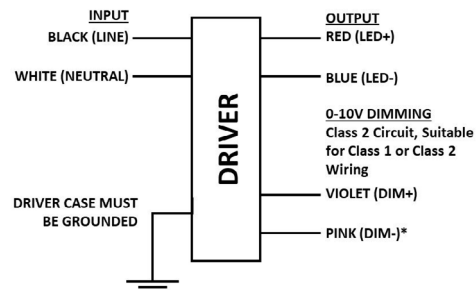 INPUT
BLACK (LINE)
WHITE (NEUTRAL)
DRIVER CASE MUST
BE GROUNDED
DRIVER
OUTPUT
RED (LED+)
BLUE (LED-)
0-10V DIMMING
Class 2 Circuit, Suitable
for Class 1 or Class 2
Wiring
VIOLET (DIM+)
PINK (DIM-)*